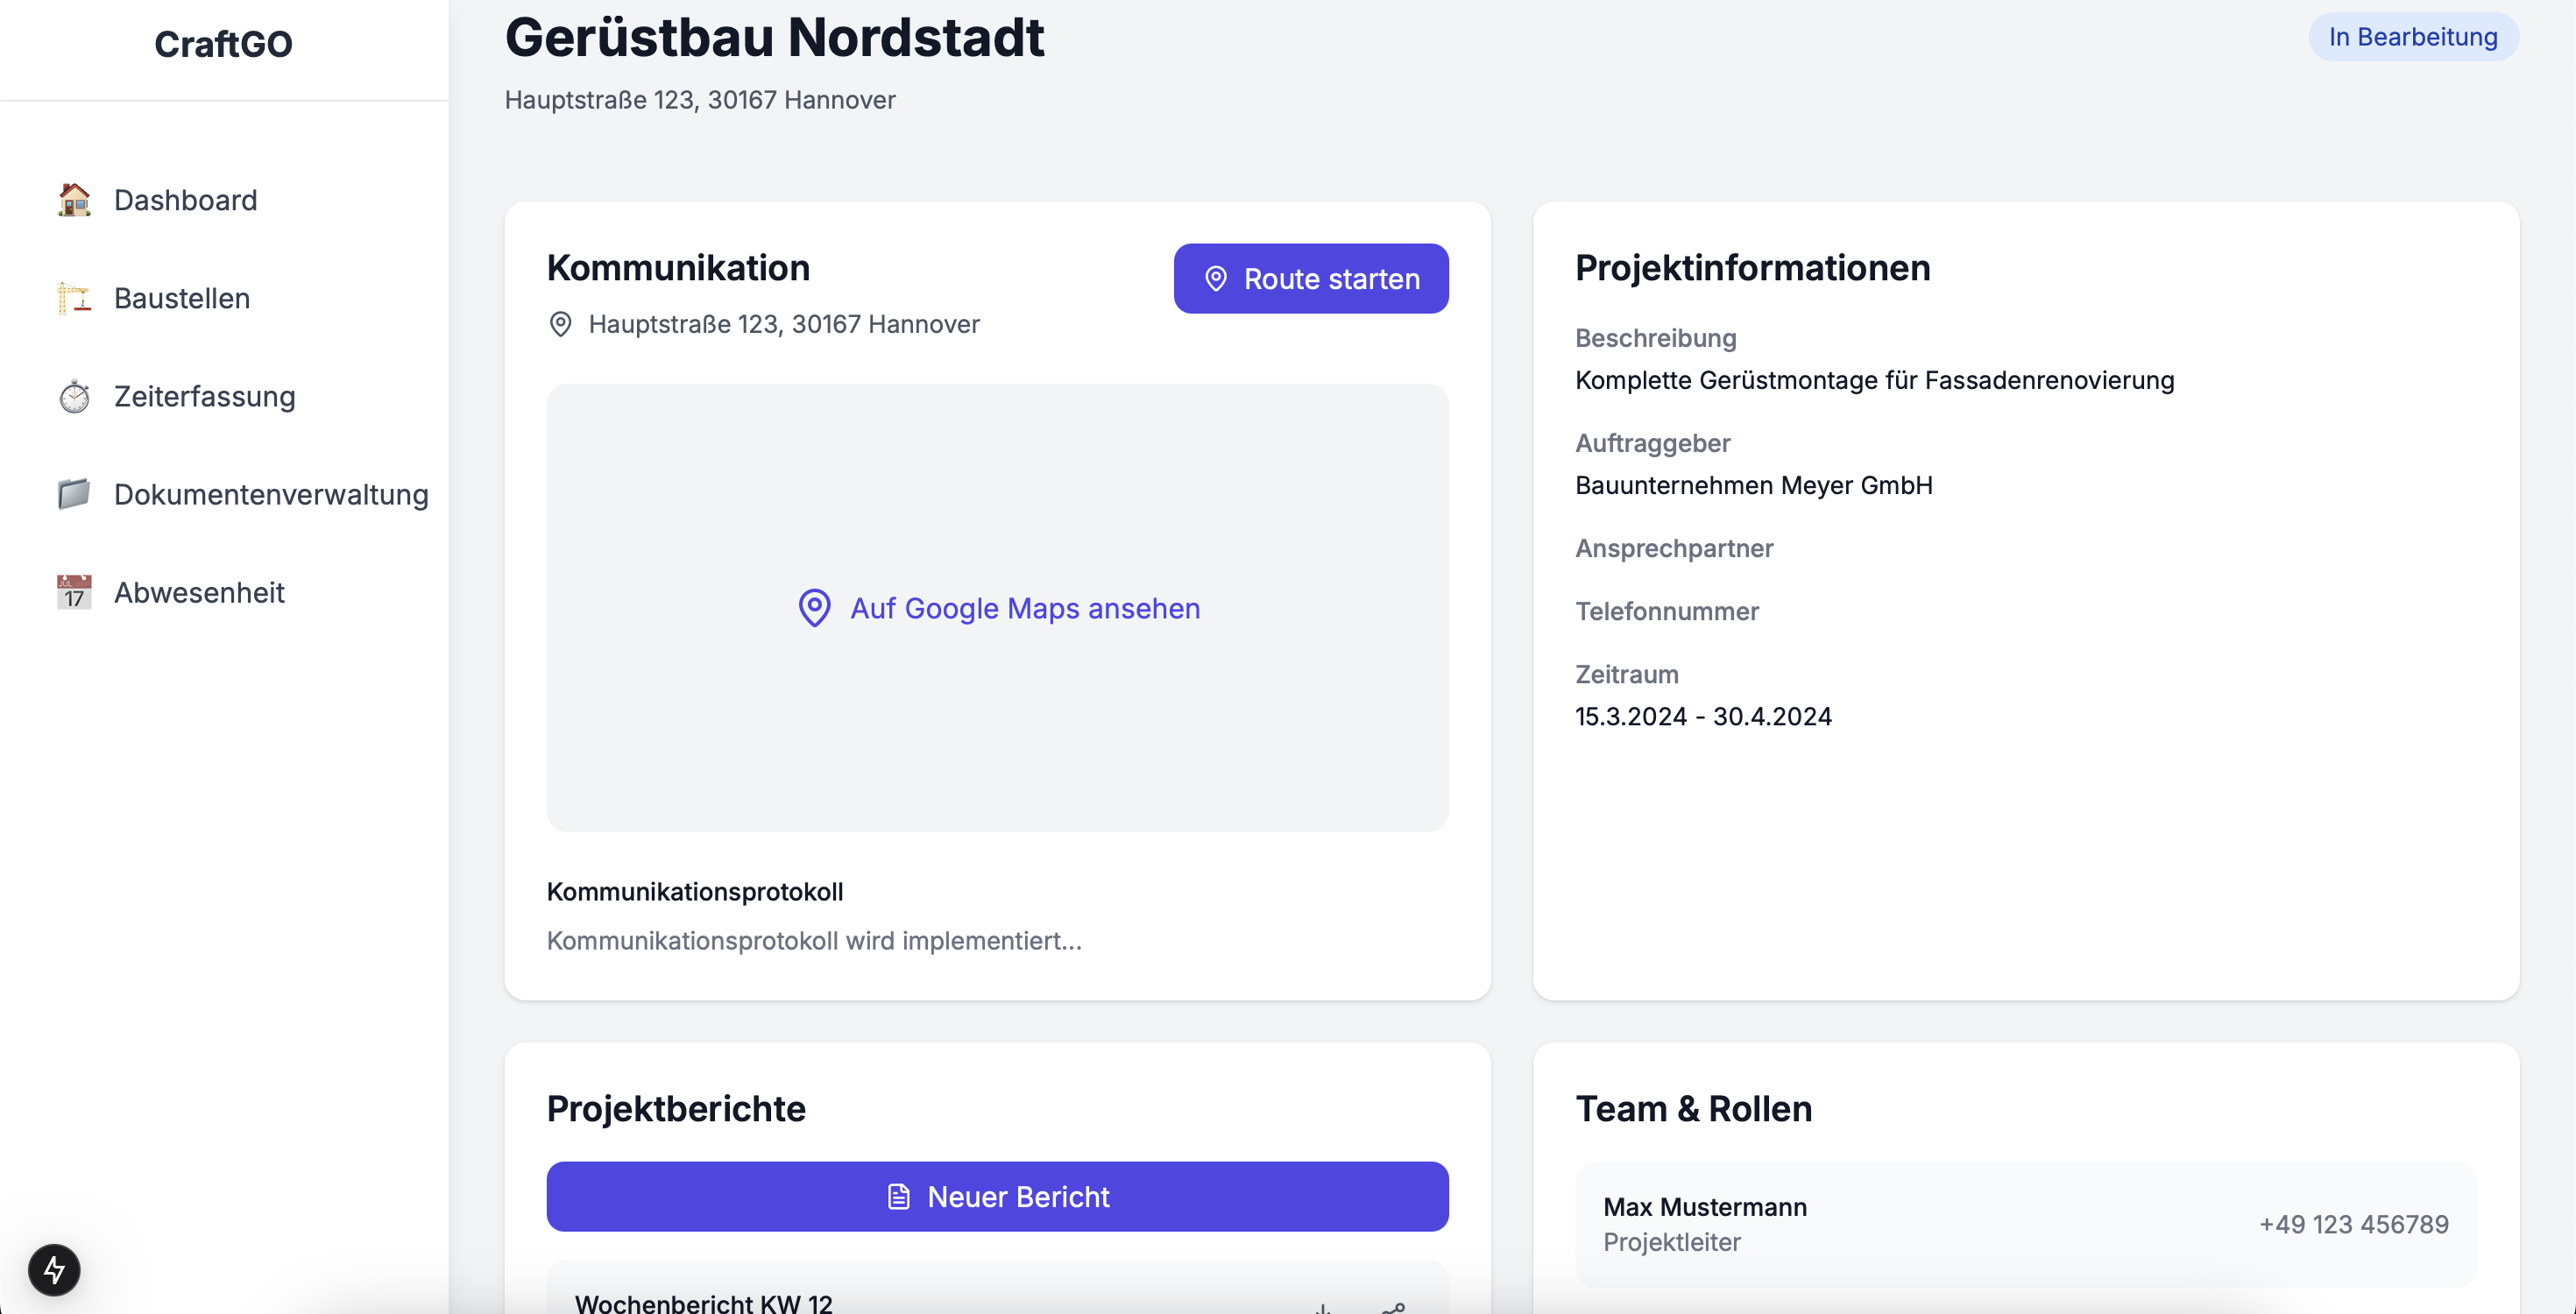 CraftGO
Dashboard
Baustellen
Zeiterfassung
Dokumentenverwaltung
JUL
17
Abwesenheit
Gerüstbau Nordstadt
In Bearbeitung
Hauptstraße 123, 30167 Hannover
Kommunikation
Route starten
Hauptstraße 123, 30167 Hannover
Auf Google Maps ansehen
Kommunikationsprotokoll
Kommunikationsprotokoll wird implementiert...
Projektinformationen
Beschreibung
Komplette Gerüstmontage für Fassadenrenovierung
Auftraggeber
Bauunternehmen Meyer GmbH
Ansprechpartner
Telefonnummer
Zeitraum
15.3.2024 - 30.4.2024
Projektberichte
Neuer Bericht
Wochenbericht KW 12
Team & Rollen
Max Mustermann
Projektleiter
+49 123 456789